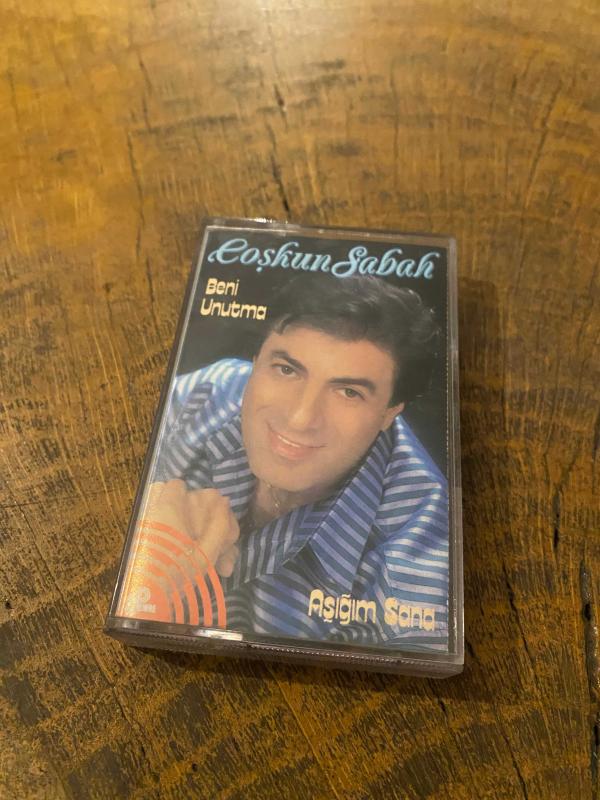 Coşkun Sabah
Beni
Unutma
Aşığım Sana